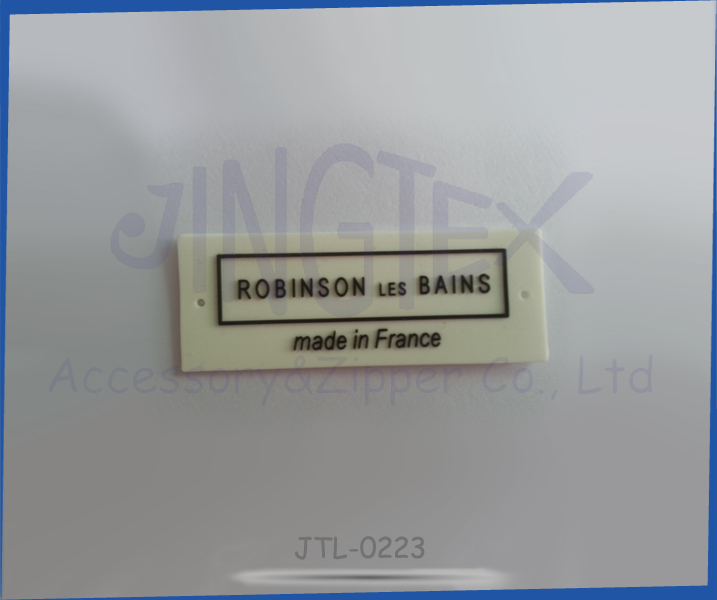 JINGTEX
ROBINSON LES BAINS
made in France
Accessory&Zipper Co., Ltd
JTL-0223